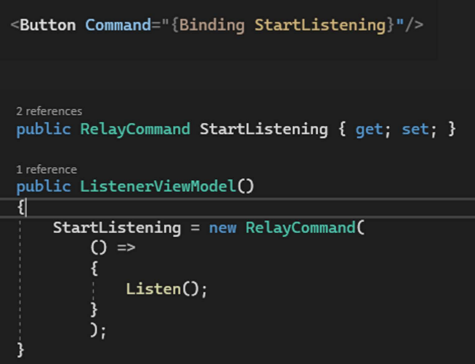 <Button Command="{Binding StartListening}"/>
2 references
public RelayCommand StartListening { get; set; }
1 reference
public ListenerViewModel()
{
StartListening = new RelayCommand(
() =>
{
Listen();
}
);
}